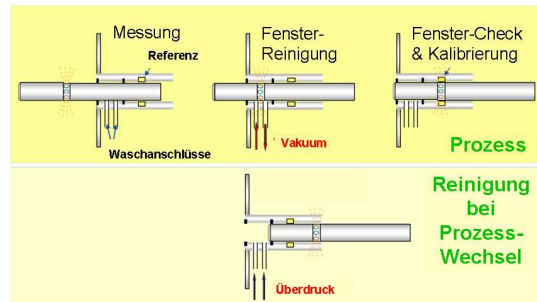 Messung
Referenz
Waschanschlüsse
Fenster-
Reinigung
Vakuum
Fenster-Check
& Kalibrierung
Prozess
Reinigung
bei
Prozess-
Wechsel
Überdruck